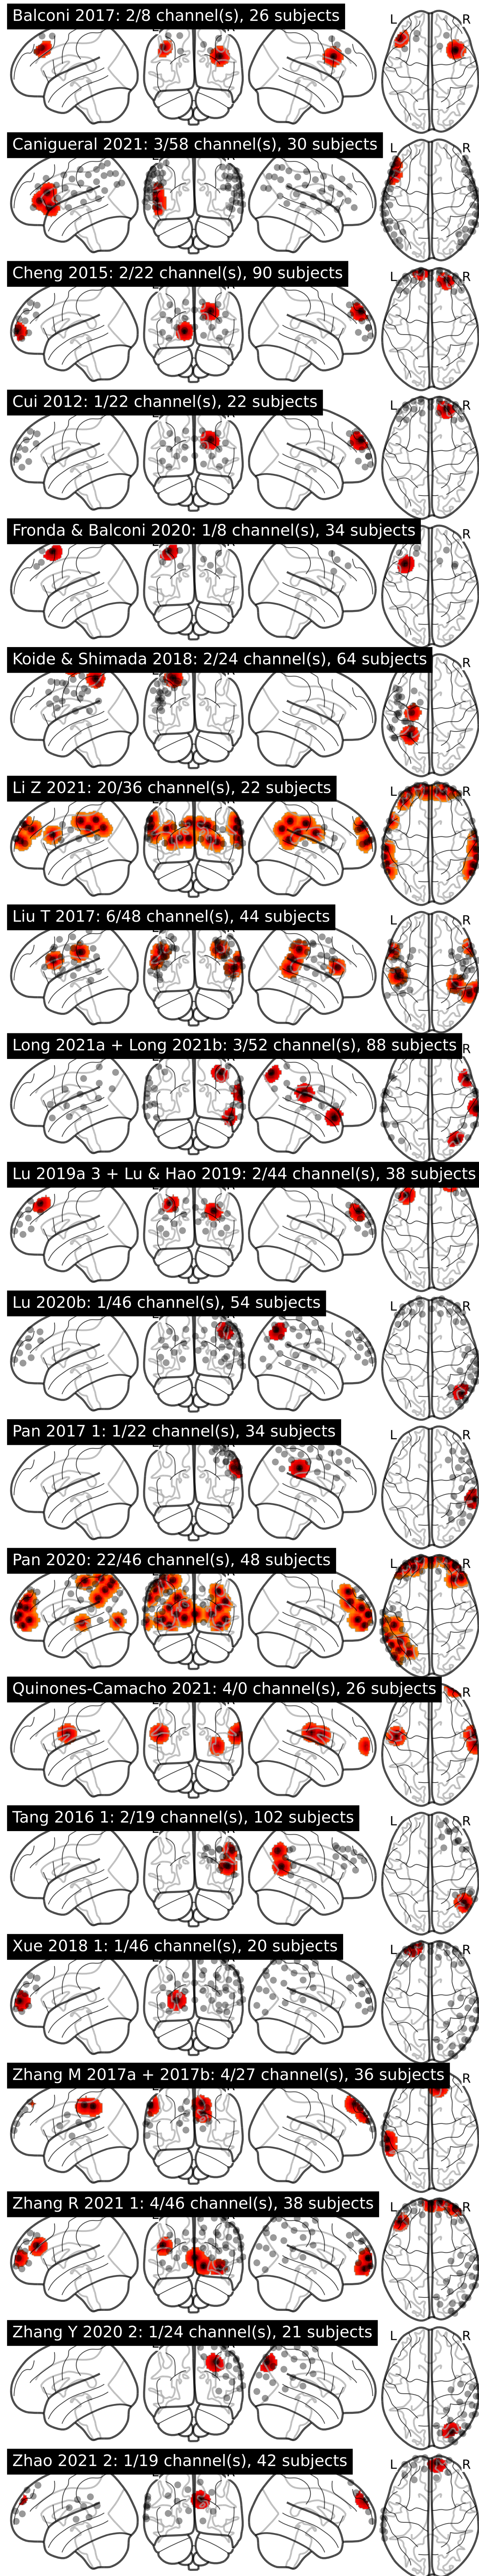 Balconi 2017: 2/8 channel(s), 26 subjects
L R
Canigueral 2021: 3/58 channel(s), 30 subjects
L R
Cheng 2015: 2/22 channel(s), 90 subjects
L R
Cui 2012: 1/22 channel(s), 22 subjects
L R
Fronda & Balconi 2020: 1/8 channel(s), 34 subjects
R
Koide & Shimada 2018: 2/24 channel(s), 64 subjects
R
Li Z 2021: 20/36 channel(s), 22 subjects
L R
Liu T 2017: 6/48 channel(s), 44 subjects
L R
Long 2021a + Long 2021b: 3/52 channel(s), 88 subjects
R
Lu 2019a 3 + Lu & Hao 2019: 2/44 channel(s), 38 subjects
Lu 2020b: 1/46 channel(s), 54 subjects
L R
Pan 2017 1: 1/22 channel(s), 34 subjects
L R
Pan 2020: 22/46 channel(s), 48 subjects
L R
Quinones-Camacho 2021: 4/0 channel(s), 26 subjects
R
Tang 2016 1: 2/19 channel(s), 102 subjects
L R
Xue 2018 1: 1/46 channel(s), 20 subjects
L R
Zhang M 2017a + 2017b: 4/27 channel(s), 36 subjects
R
Zhang R 2021 1: 4/46 channel(s), 38 subjects
L R
Zhang Y 2020 2: 1/24 channel(s), 21 subjects
L R
Zhao 2021 2: 1/19 channel(s), 42 subjects
L R